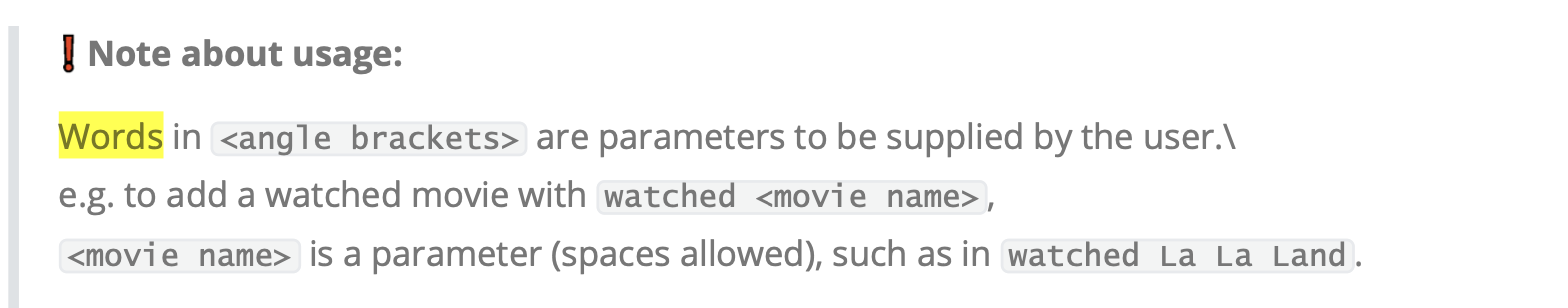 ❗Note about usage:
Words in <angle brackets> are parameters to be supplied by the user.\
e.g. to add a watched movie with watched <movie name>,
<movie name> is a parameter (spaces allowed), such as in watched La La Land.